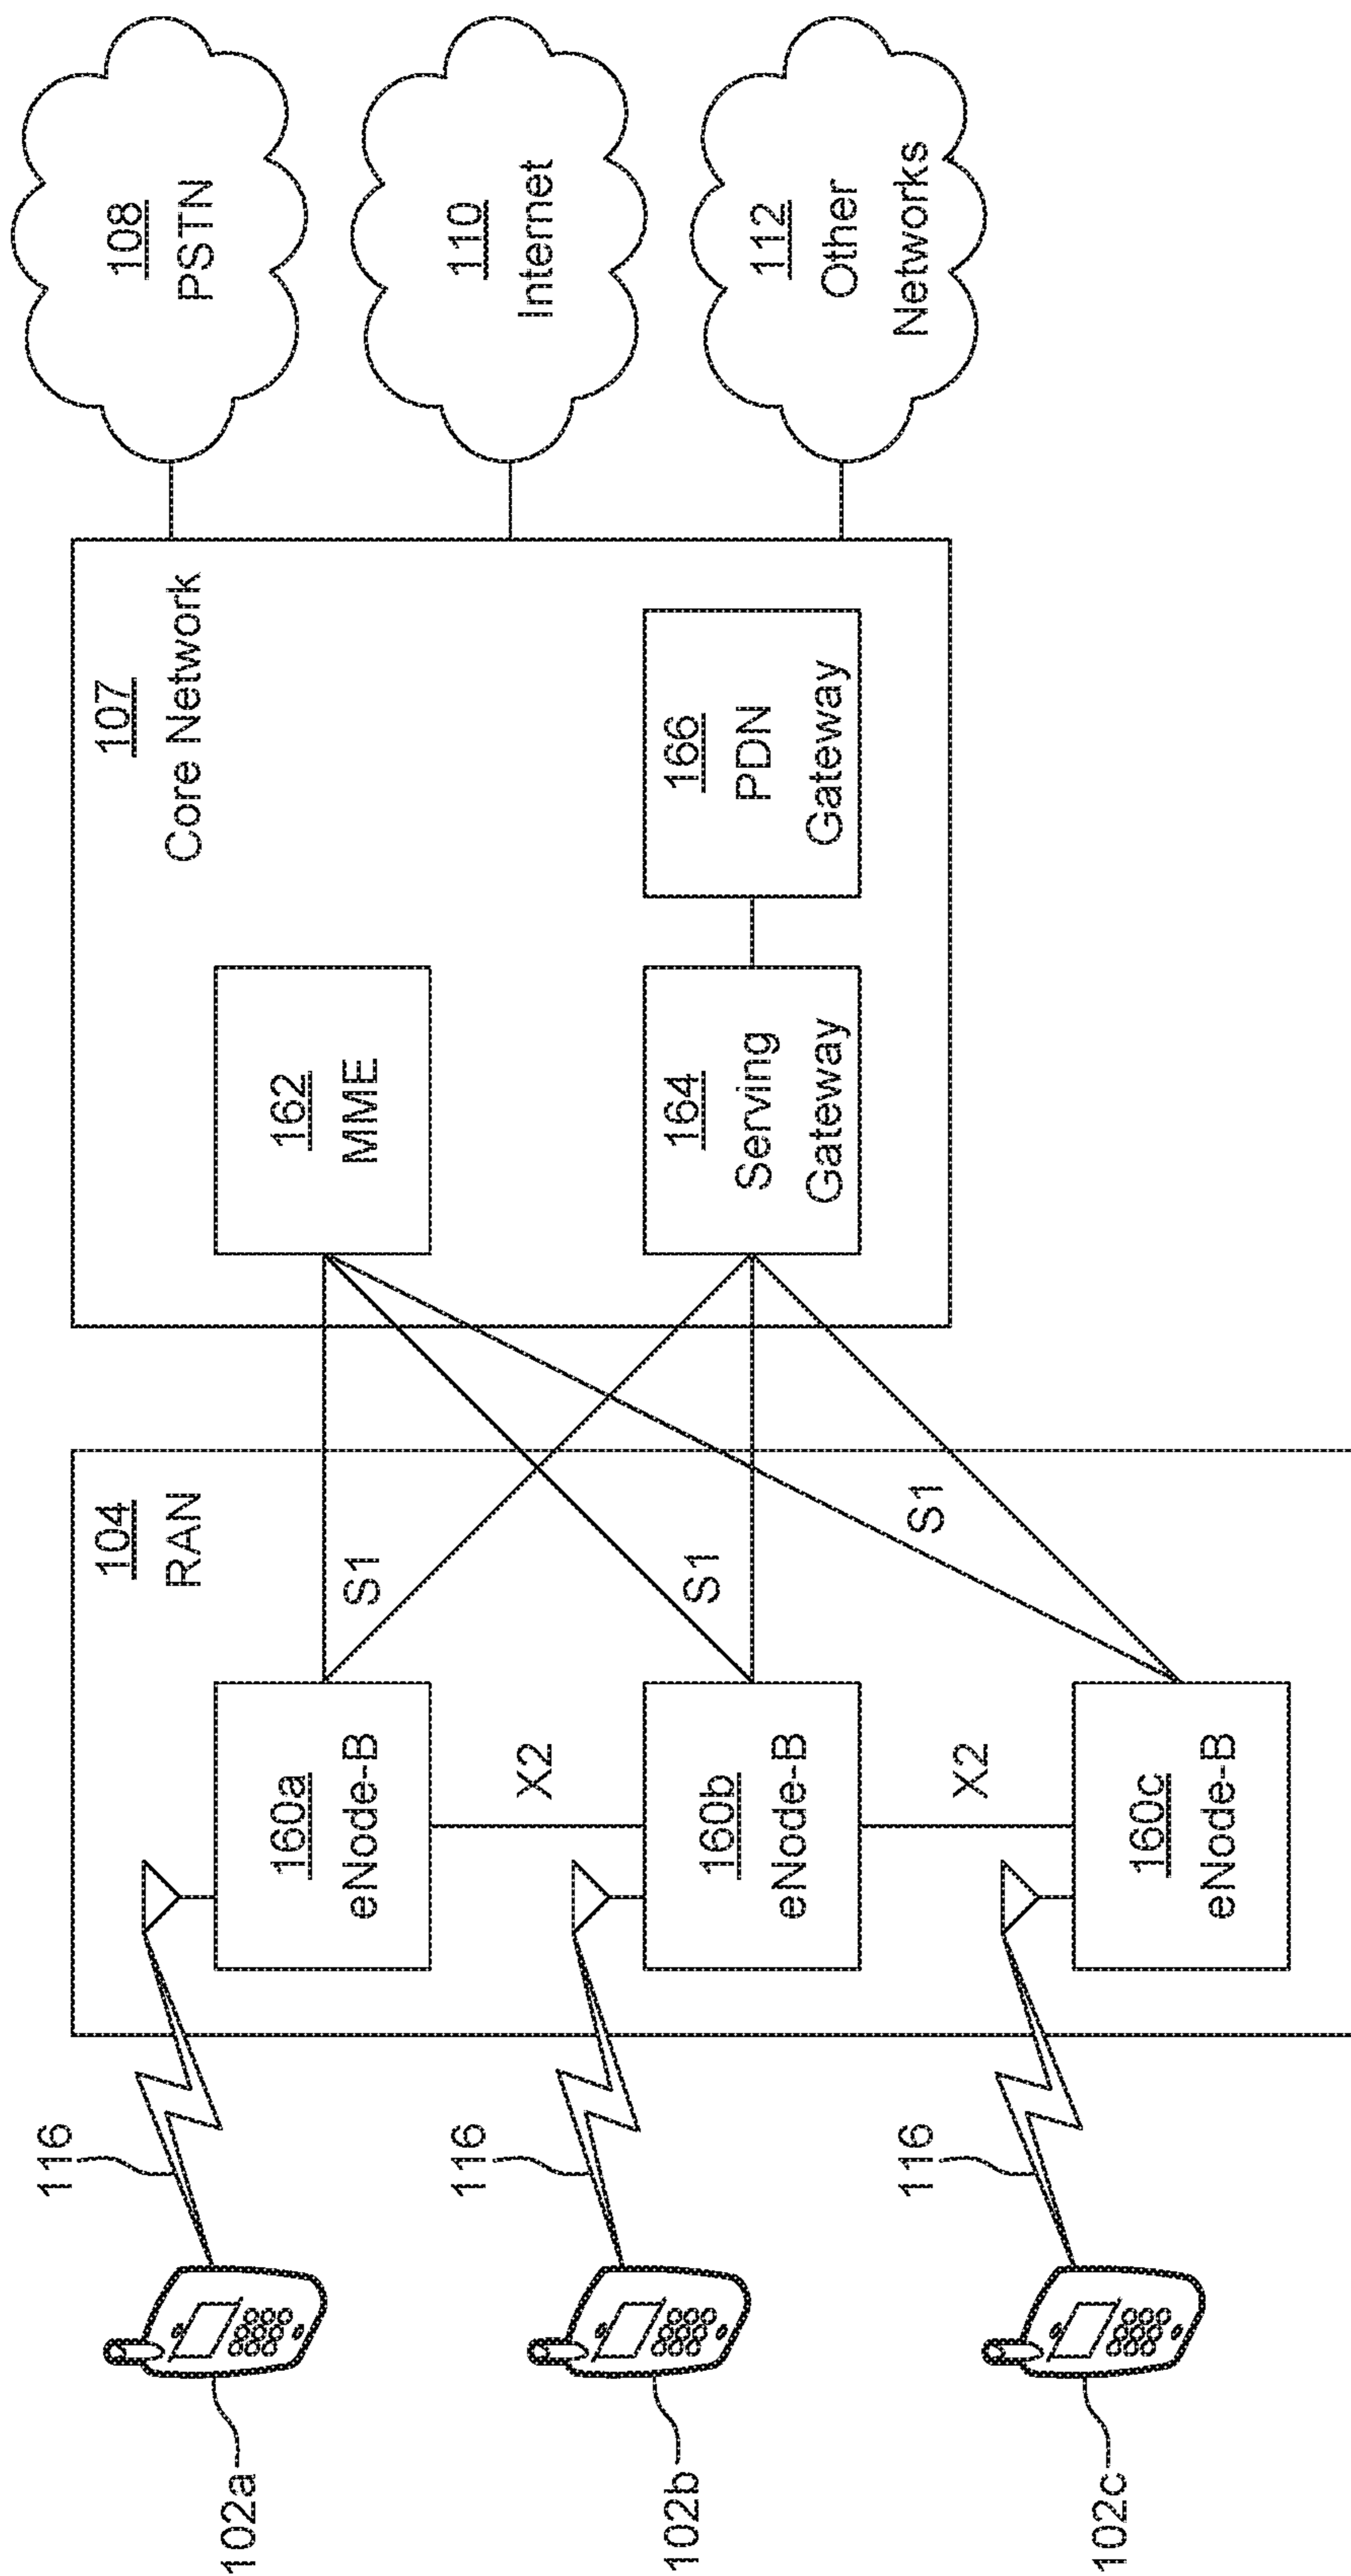 102a
116
104
RAN
160a
eNode-B
S1
X2
102b
116
160b
eNode-B
S1
X2
102c
116
160c
eNode-B
S1
107
Core Network
162
MME
164
Serving
Gateway
166
PDN
Gateway
108
PSTN
110
Internet
112
Other
Networks